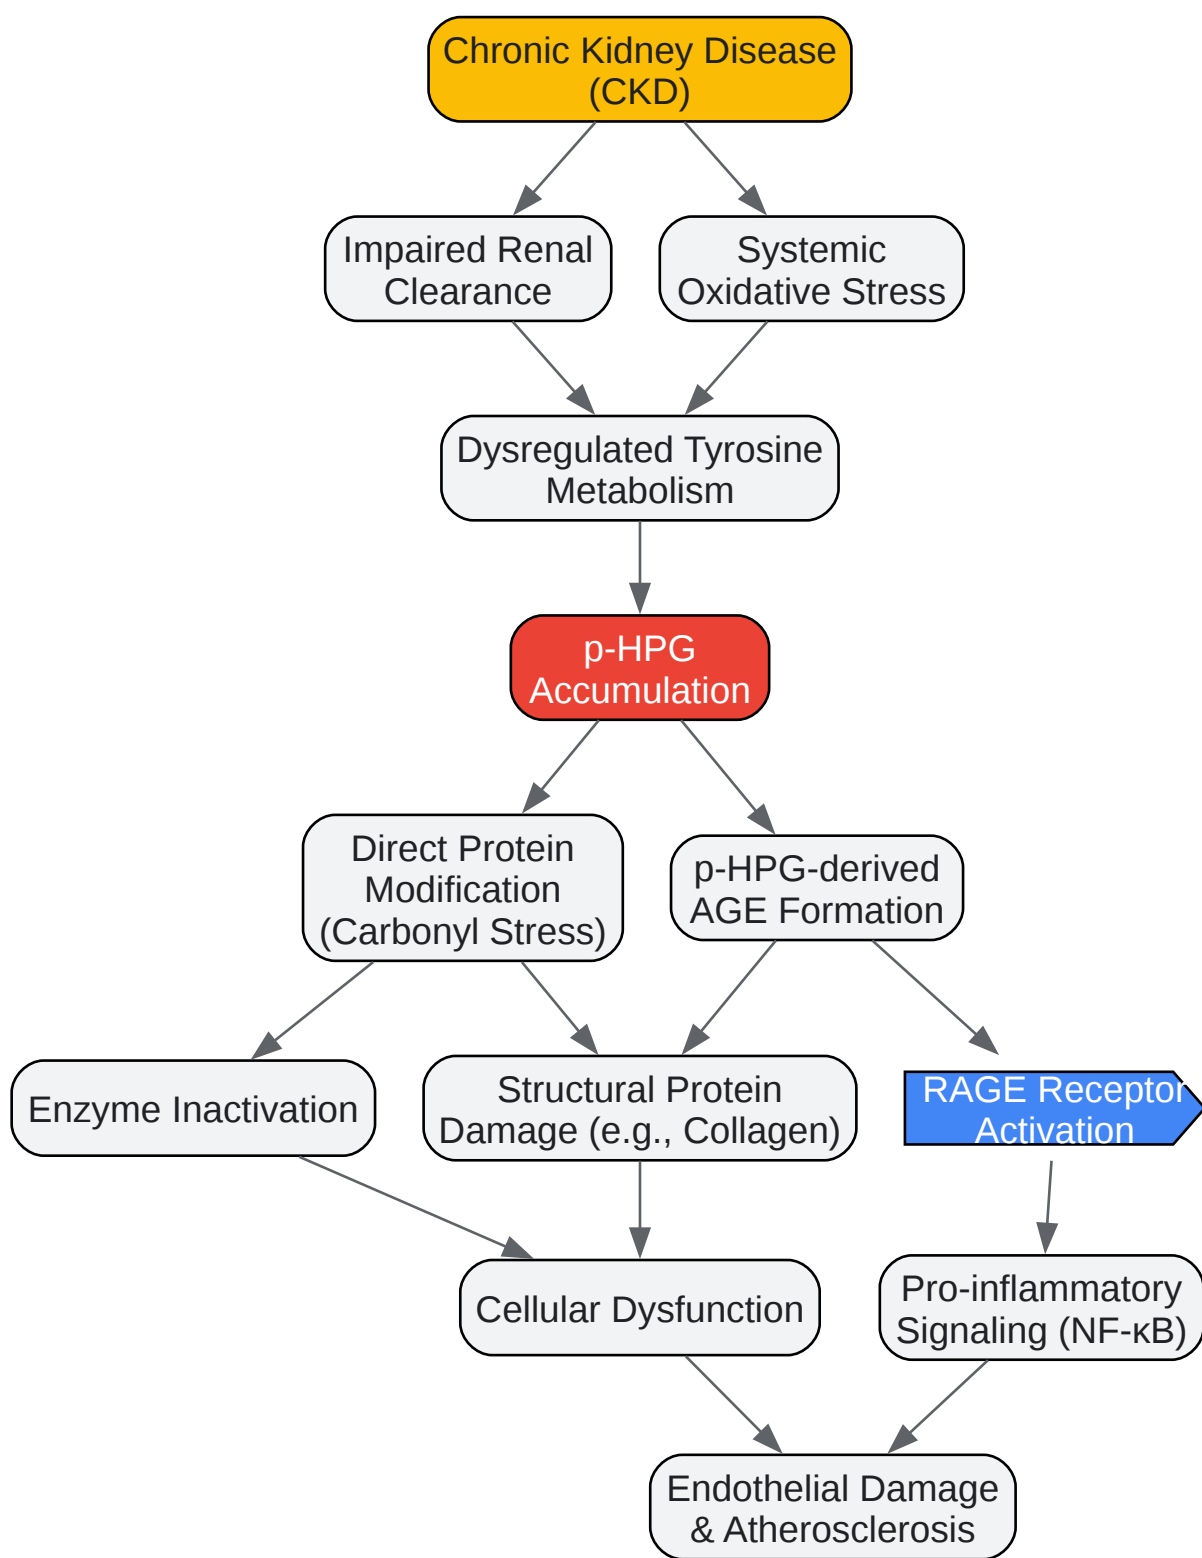 Chronic Kidney Disease
(CKD)
Impaired Renal
Clearance
Systemic
Oxidative Stress
Dysregulated Tyrosine
Metabolism
p-HPG
Accumulation
Direct Protein
Modification
(Carbonyl Stress)
p-HPG-derived
AGE Formation
Enzyme Inactivation
Structural Protein
Damage (e.g., Collagen)
RAGE Receptor
Activation
Cellular Dysfunction
Pro-inflammatory
Signaling (NF-κB)
Endothelial Damage
& Atherosclerosis